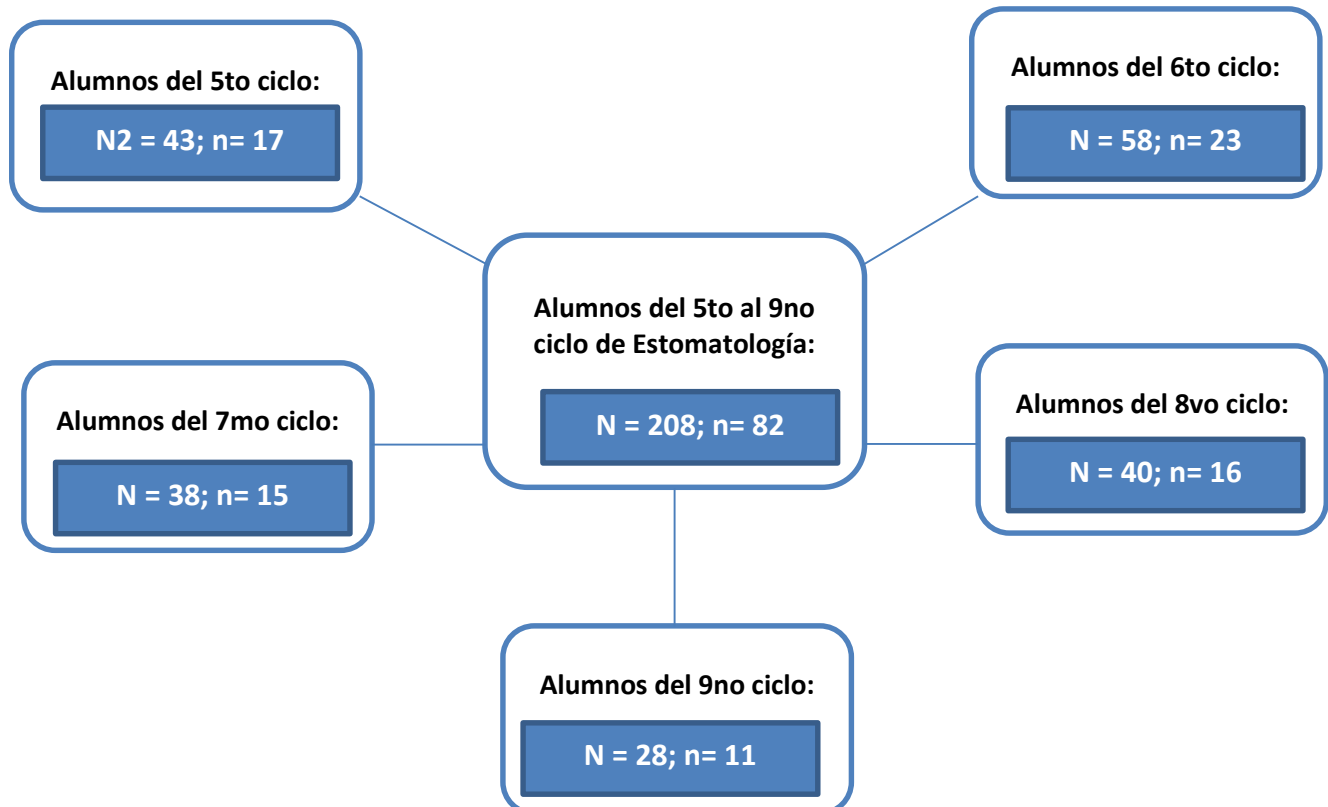 Alumnos del 5to ciclo:
N2 = 43; n= 17
Alumnos del 6to ciclo:
N = 58; n= 23
Alumnos del 5to al 9no
ciclo de Estomatología:
N = 208; n= 82
Alumnos del 7mo ciclo:
N = 38; n= 15
Alumnos del 8vo ciclo:
N = 40; n= 16
Alumnos del 9no ciclo:
N = 28; n= 11